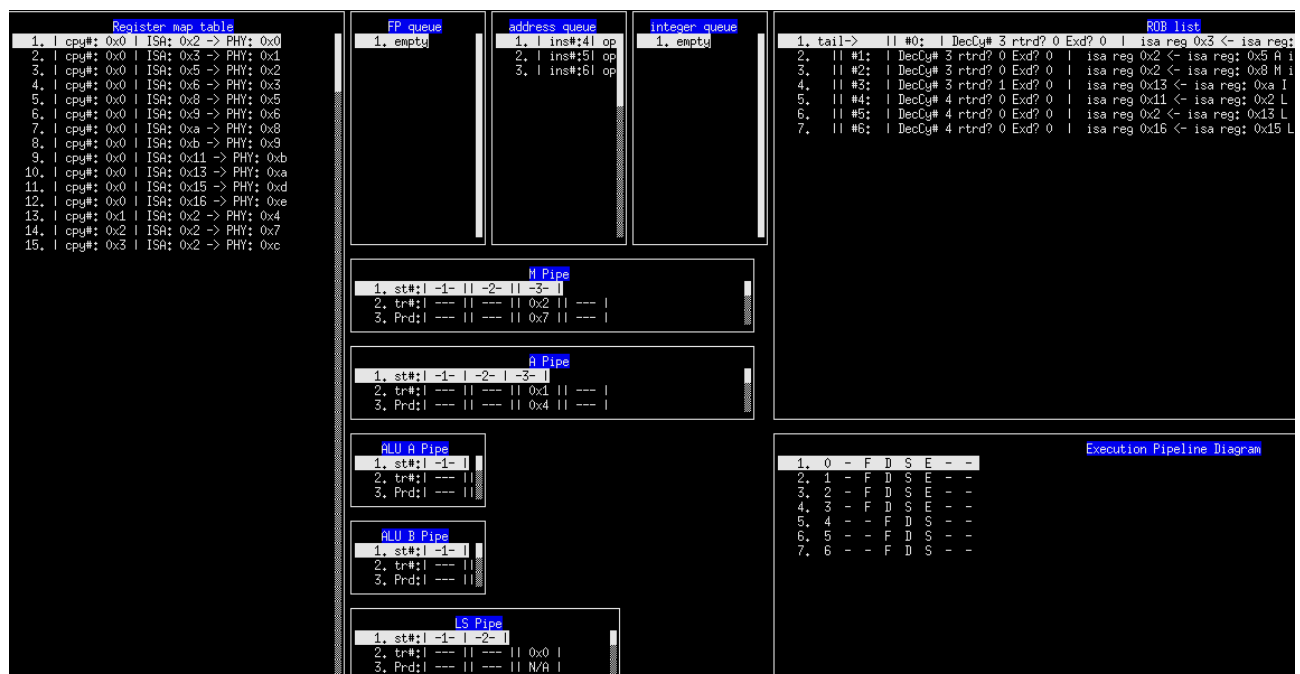 Register map table
1. | cpy#: 0x0 | ISA: 0x2 -> PHY: 0x0
2. | cpy#: 0x0 | ISA: 0x3 -> PHY: 0x1
3. | cpy#: 0x0 | ISA: 0x5 -> PHY: 0x2
4. | cpy#: 0x0 | ISA: 0x6 -> PHY: 0x3
5. | cpy#: 0x0 | ISA: 0x8 -> PHY: 0x5
6. | cpy#: 0x0 | ISA: 0x9 -> PHY: 0x6
7. | cpy#: 0x0 | ISA: 0xa -> PHY: 0x8
8. | cpy#: 0x0 | ISA: 0xb -> PHY: 0x9
9. | cpy#: 0x0 | ISA: 0x11 -> PHY: 0xb
10. | cpy#: 0x0 | ISA: 0x13 -> PHY: 0xa
11. | cpy#: 0x0 | ISA: 0x15 -> PHY: 0xd
12. | cpy#: 0x0 | ISA: 0x16 -> PHY: 0xe
13. | cpy#: 0x1 | ISA: 0x2 -> PHY: 0x4
14. | cpy#: 0x2 | ISA: 0x2 -> PHY: 0x7
15. | cpy#: 0x3 | ISA: 0x2 -> PHY: 0xc
FP queue
1. empty
address queue
1. | ins#:4| op
2. | ins#:5| op
3. | ins#:6| op
integer queue
1. empty
M Pipe
1. st#:| -1- || -2- || -3- |
2. tr#:| --- || --- || 0x2 || --- |
3. Prd:| --- || --- || 0x7 || --- |
A Pipe
1. st#:| -1- | -2- | -3- |
2. tr#:| --- || --- || 0x1 || --- |
3. Prd:| --- || --- || 0x4 || --- |
ALU A Pipe
1. st#:| -1- |
2. tr#:| --- ||
3. Prd:| --- ||
ALU B Pipe
1. st#:| -1- |
2. tr#:| --- ||
3. Prd:| --- ||
LS Pipe
1. st#:| -1- | -2- |
2. tr#:| --- || --- || 0x0 |
3. Prd:| --- || --- || N/A |
ROB list
1. tail-> || #0: | DecCy# 3 rtrd? 0 Exd? 0 | isa reg 0x3 <- isa reg:
2. || #1: | DecCy# 3 rtrd? 0 Exd? 0 | isa reg 0x2 <- isa reg: 0x5 A i
3. || #2: | DecCy# 3 rtrd? 0 Exd? 0 | isa reg 0x2 <- isa reg: 0x8 M i
4. || #3: | DecCy# 3 rtrd? 1 Exd? 0 | isa reg 0x13 <- isa reg: 0xa I
5. || #4: | DecCy# 4 rtrd? 0 Exd? 0 | isa reg 0x11 <- isa reg: 0x2 L
6. || #5: | DecCy# 4 rtrd? 0 Exd? 0 | isa reg 0x2 <- isa reg: 0x13 L
7. || #6: | DecCy# 4 rtrd? 0 Exd? 0 | isa reg 0x16 <- isa reg: 0x15 L
Execution Pipeline Diagram
1. 0 - F D S E - -
2. 1 - F D S E - -
3. 2 - F D S E - -
4. 3 - F D S E - -
5. 4 - - F D S - -
6. 5 - - F D S - -
7. 6 - - F D S - -